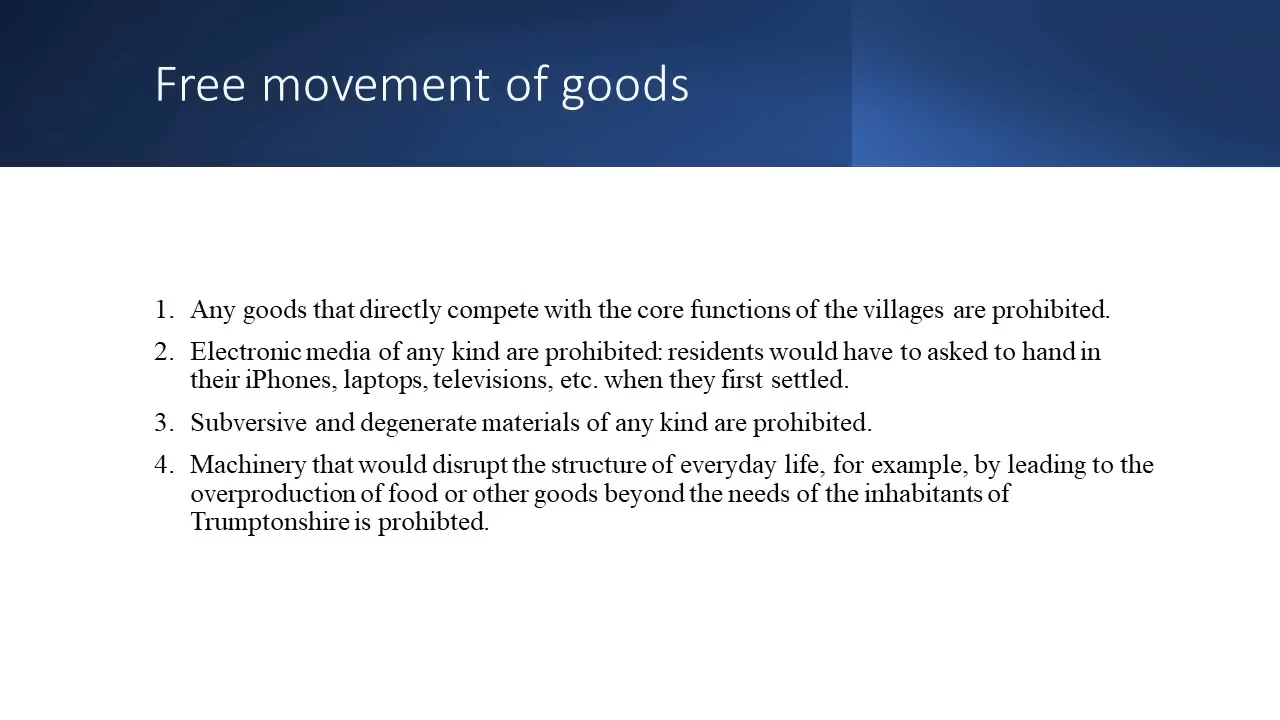 Free movement of goods
1. Any goods that directly compete with the core functions of the villages are prohibited.
2. Electronic media of any kind are prohibited: residents would have to asked to hand in
their iPhones, laptops, televisions, etc. when they first settled.
3. Subversive and degenerate materials of any kind are prohibited.
4. Machinery that would disrupt the structure of everyday life, for example, by leading to the
overproduction of food or other goods beyond the needs of the inhabitants of
Trumptonshire is prohibted.